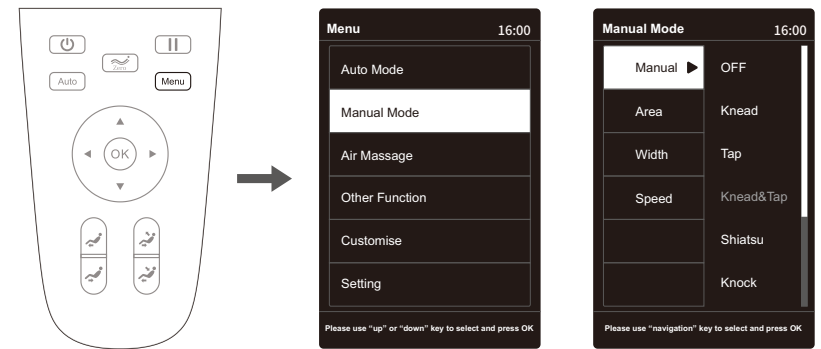 Zero
Auto
Menu
OK
Menu 16:00
Auto Mode
Manual Mode
Air Massage
Other Function
Customise
Setting
Please use “up” or “down” key to select and press OK
Manual Mode 16:00
Manual OFF
Area Knead
Width Tap
Speed Knead&Tap
Shiatsu
Knock
Please use “navigation” key to select and press OK